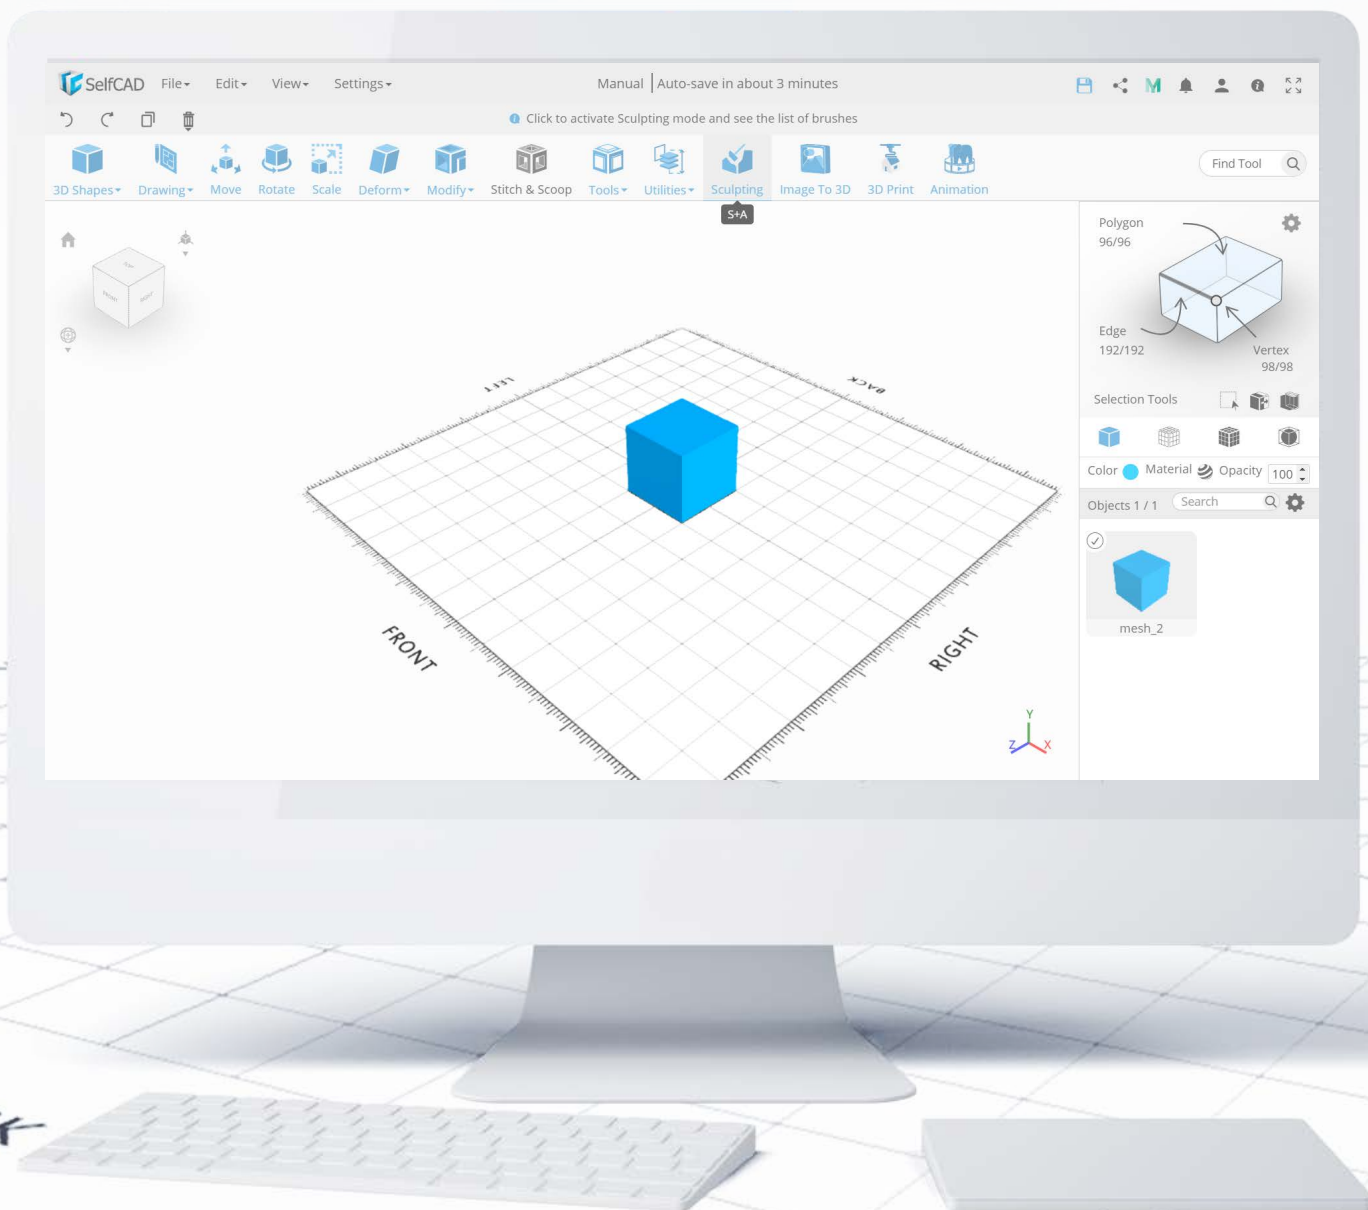 SelfCAD File Edit View Settings Manual Auto-save in about 3 minutes
Click to activate Sculpting mode and see the list of brushes
3D Shapes Drawing Move Rotate Scale Deform Modify Stitch & Scoop Tools Utilities Sculpting Image To 3D 3D Print Animation Find Tool
S+A
Polygon
96/96
Edge
192/192
Vertex
98/98
Selection Tools
Color Material Opacity 100
Objects 1 / 1 Search
mesh_2
TOP
FRONT RIGHT
LEFT BACK
FRONT RIGHT
Y
Z X